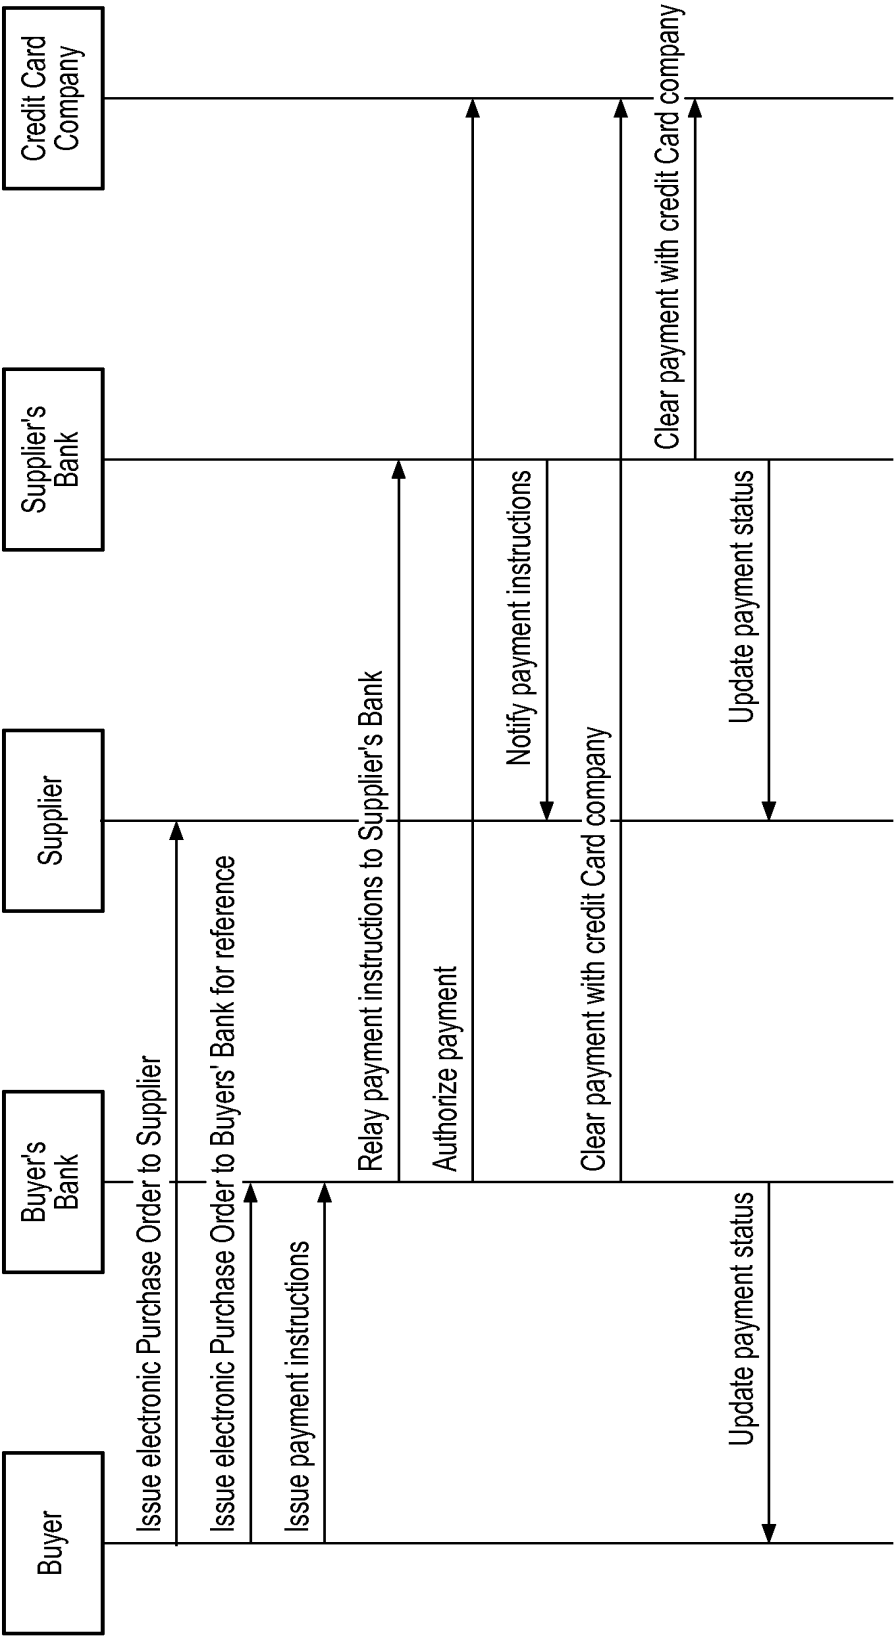 Buyer
Buyer's
Bank
Supplier
Supplier's
Bank
Credit Card
Company
Issue electronic Purchase Order to Supplier
Issue electronic Purchase Order to Buyers' Bank for reference
Issue payment instructions
Relay payment instructions to Supplier's Bank
Authorize payment
Notify payment instructions
Clear payment with credit Card company
Clear payment with credit Card company
Update payment status
Update payment status